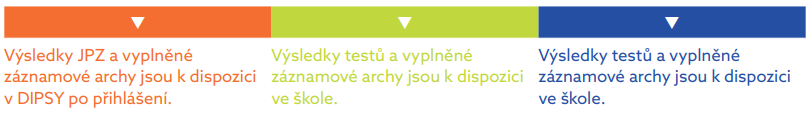 Výsledky JPZ a vyplněné
záznamové archy jsou k dispozici
v DIPSY po přihlášení.
Výsledky testů a vyplněné
záznamové archy jsou k dispozici
ve škole.
Výsledky testů a vyplněné
záznamové archy jsou k dispozici
ve škole.